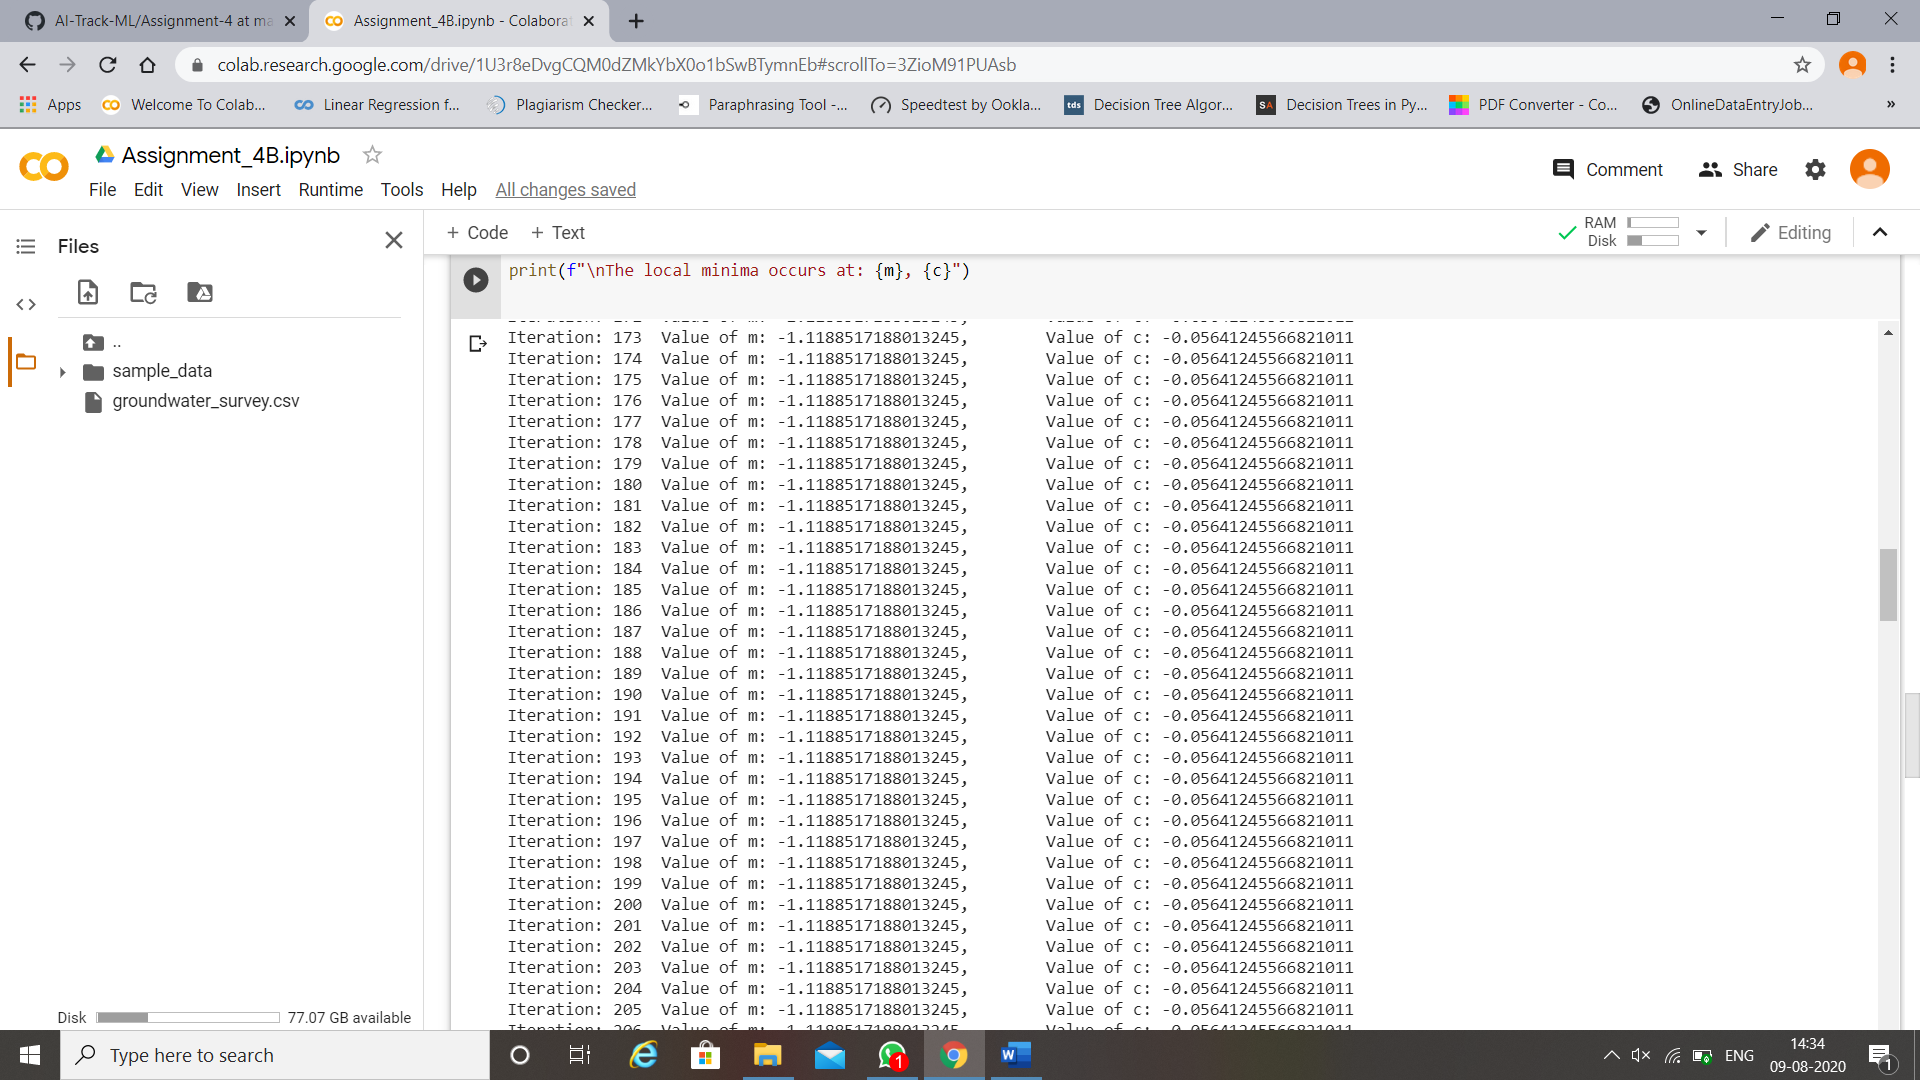 AI-Track-ML/Assignment-4 at ma
Assignment_4B.ipynb - Colaborat
colab.research.google.com/drive/1U3r8eDvgCQM0dZMkYbX0o1bSwBTymnEb#scrollTo=3ZioM91PUAsb
Apps Welcome To Colab... Linear Regression f... Plagiarism Checker... Paraphrasing Tool -... Speedtest by Ookla... tds Decision Tree Algor... SA Decision Trees in Py... PDF Converter - Co... OnlineDataEntryJob... »
Assignment_4B.ipynb
File Edit View Insert Runtime Tools Help All changes saved
Comment Share
Files
+ Code + Text
RAM
Disk
Editing
..
sample_data
groundwater_survey.csv
Disk 77.07 GB available
print(f"\nThe local minima occurs at: {m}, {c}")
Iteration: 173 Value of m: -1.1188517188013245, Value of c: -0.05641245566821011
Iteration: 174 Value of m: -1.1188517188013245, Value of c: -0.05641245566821011
Iteration: 175 Value of m: -1.1188517188013245, Value of c: -0.05641245566821011
Iteration: 176 Value of m: -1.1188517188013245, Value of c: -0.05641245566821011
Iteration: 177 Value of m: -1.1188517188013245, Value of c: -0.05641245566821011
Iteration: 178 Value of m: -1.1188517188013245, Value of c: -0.05641245566821011
Iteration: 179 Value of m: -1.1188517188013245, Value of c: -0.05641245566821011
Iteration: 180 Value of m: -1.1188517188013245, Value of c: -0.05641245566821011
Iteration: 181 Value of m: -1.1188517188013245, Value of c: -0.05641245566821011
Iteration: 182 Value of m: -1.1188517188013245, Value of c: -0.05641245566821011
Iteration: 183 Value of m: -1.1188517188013245, Value of c: -0.05641245566821011
Iteration: 184 Value of m: -1.1188517188013245, Value of c: -0.05641245566821011
Iteration: 185 Value of m: -1.1188517188013245, Value of c: -0.05641245566821011
Iteration: 186 Value of m: -1.1188517188013245, Value of c: -0.05641245566821011
Iteration: 187 Value of m: -1.1188517188013245, Value of c: -0.05641245566821011
Iteration: 188 Value of m: -1.1188517188013245, Value of c: -0.05641245566821011
Iteration: 189 Value of m: -1.1188517188013245, Value of c: -0.05641245566821011
Iteration: 190 Value of m: -1.1188517188013245, Value of c: -0.05641245566821011
Iteration: 191 Value of m: -1.1188517188013245, Value of c: -0.05641245566821011
Iteration: 192 Value of m: -1.1188517188013245, Value of c: -0.05641245566821011
Iteration: 193 Value of m: -1.1188517188013245, Value of c: -0.05641245566821011
Iteration: 194 Value of m: -1.1188517188013245, Value of c: -0.05641245566821011
Iteration: 195 Value of m: -1.1188517188013245, Value of c: -0.05641245566821011
Iteration: 196 Value of m: -1.1188517188013245, Value of c: -0.05641245566821011
Iteration: 197 Value of m: -1.1188517188013245, Value of c: -0.05641245566821011
Iteration: 198 Value of m: -1.1188517188013245, Value of c: -0.05641245566821011
Iteration: 199 Value of m: -1.1188517188013245, Value of c: -0.05641245566821011
Iteration: 200 Value of m: -1.1188517188013245, Value of c: -0.05641245566821011
Iteration: 201 Value of m: -1.1188517188013245, Value of c: -0.05641245566821011
Iteration: 202 Value of m: -1.1188517188013245, Value of c: -0.05641245566821011
Iteration: 203 Value of m: -1.1188517188013245, Value of c: -0.05641245566821011
Iteration: 204 Value of m: -1.1188517188013245, Value of c: -0.05641245566821011
Iteration: 205 Value of m: -1.1188517188013245, Value of c: -0.05641245566821011
Type here to search
1
W
ENG
14:34
09-08-2020
1